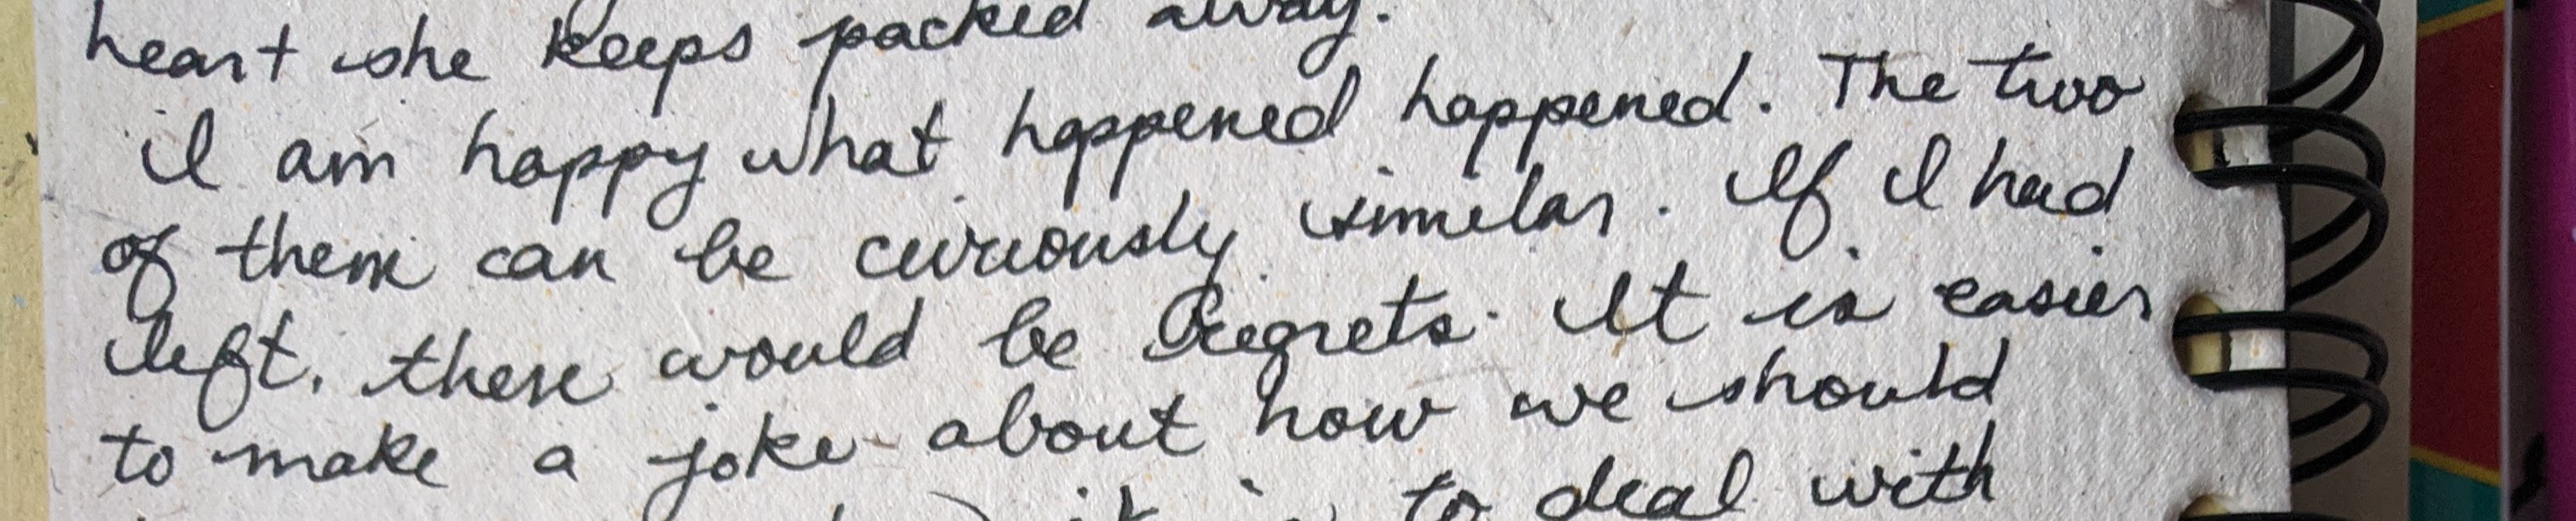 heart she keeps packed away.
I am happy what happened happened. The two
of them can be curiously similar. If I had
left, there would be Regrets. It is easier
to make a joke about how we should
it is to deal with